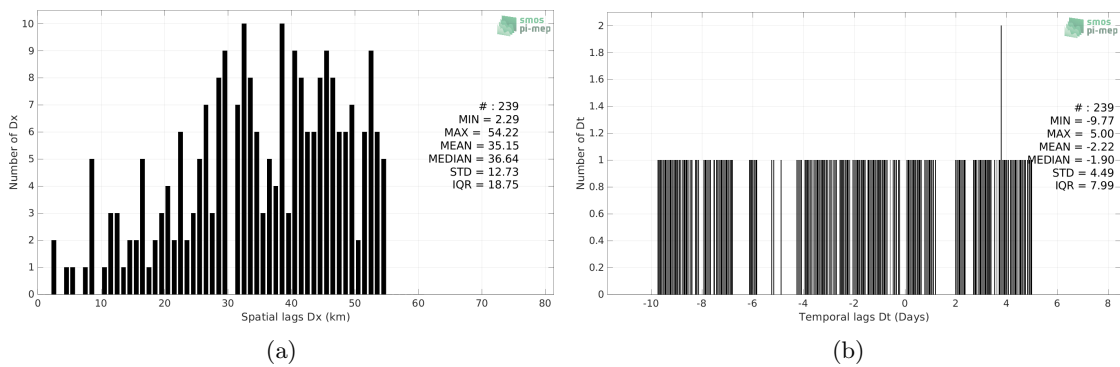 10
9
8
7
6
5
4
3
2
1
0
Number of Dx
0 10 20 30 40 50 60 70 80
Spatial lags Dx (km)
smos
pi-mep
# : 239
MIN = 2.29
MAX = 54.22
MEAN = 35.15
MEDIAN = 36.64
STD = 12.73
IQR = 18.75
(a)
2
1.8
1.6
1.4
1.2
1
0.8
0.6
0.4
0.2
0
Number of Dt
-10 -8 -6 -4 -2 0 2 4 6 8
Temporal lags Dt (Days)
smos
pi-mep
# : 239
MIN = -9.77
MAX = 5.00
MEAN = -2.22
MEDIAN = -1.90
STD = 4.49
IQR = 7.99
(b)